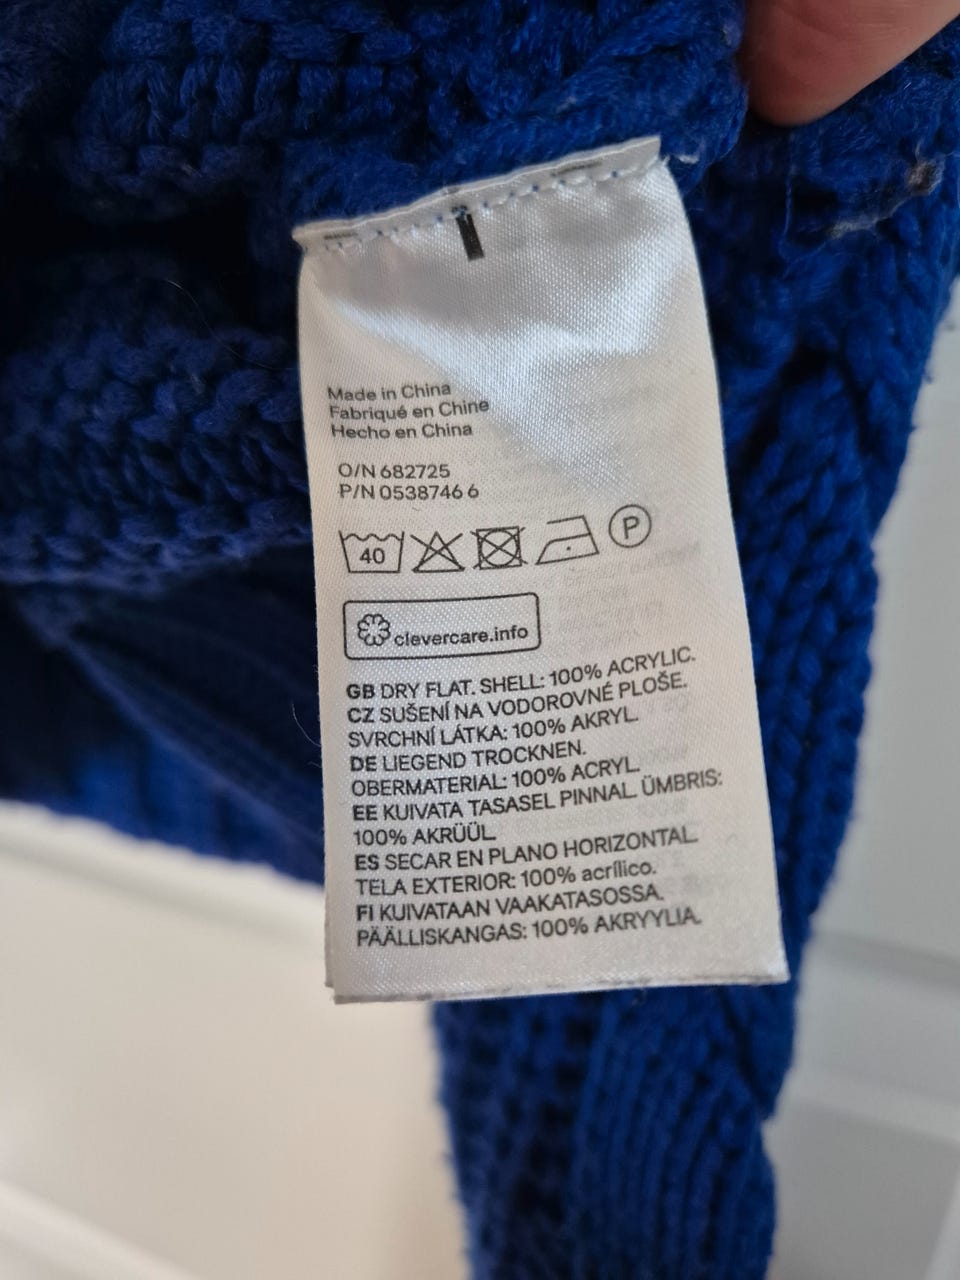 Made in China
Fabriqué en Chine
Hecho en China
O/N 682725
P/N 0538746 6
40 P
clevercare.info
GB DRY FLAT. SHELL: 100% ACRYLIC.
CZ SUŠENÍ NA VODOROVNÉ PLOŠE.
SVRCHNÍ LÁTKA: 100% AKRYL.
DE LIEGEND TROCKNEN.
OBERMATERIAL: 100% ACRYL.
EE KUIVATA TASASEL PINNAL. ÜMBRIS:
100% AKRÜÜL.
ES SECAR EN PLANO HORIZONTAL.
TELA EXTERIOR: 100% acrílico.
FI KUIVATAAN VAAKATASOSSA.
PÄÄLLISKANGAS: 100% AKRYYLIA.